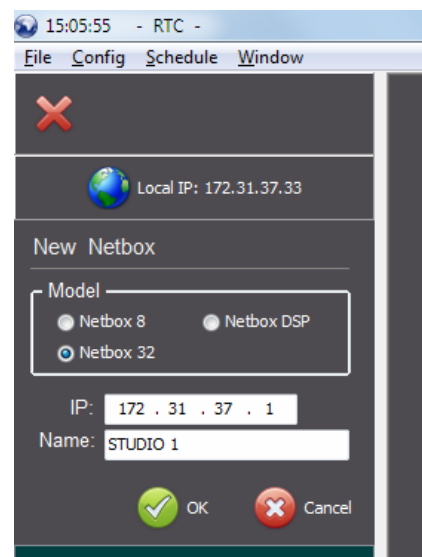 15:05:55 - RTC -
File Config Schedule Window
Local IP: 172.31.37.33
New Netbox
Model
Netbox 8 Netbox DSP
Netbox 32
IP: 172 . 31 . 37 . 1
Name: STUDIO 1
OK Cancel